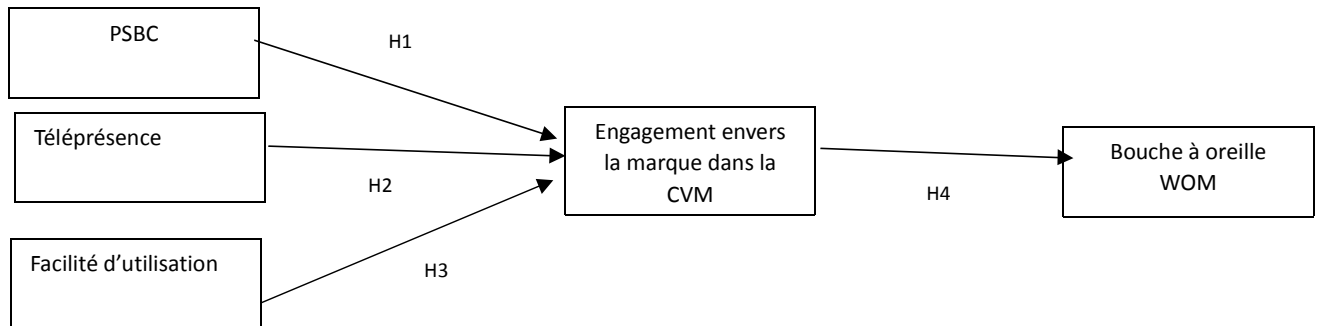 PSBC
H1
Téléprésence
H2
Facilité d'utilisation
H3
Engagement envers
la marque dans la
CVM
H4
Bouche à oreille
WOM